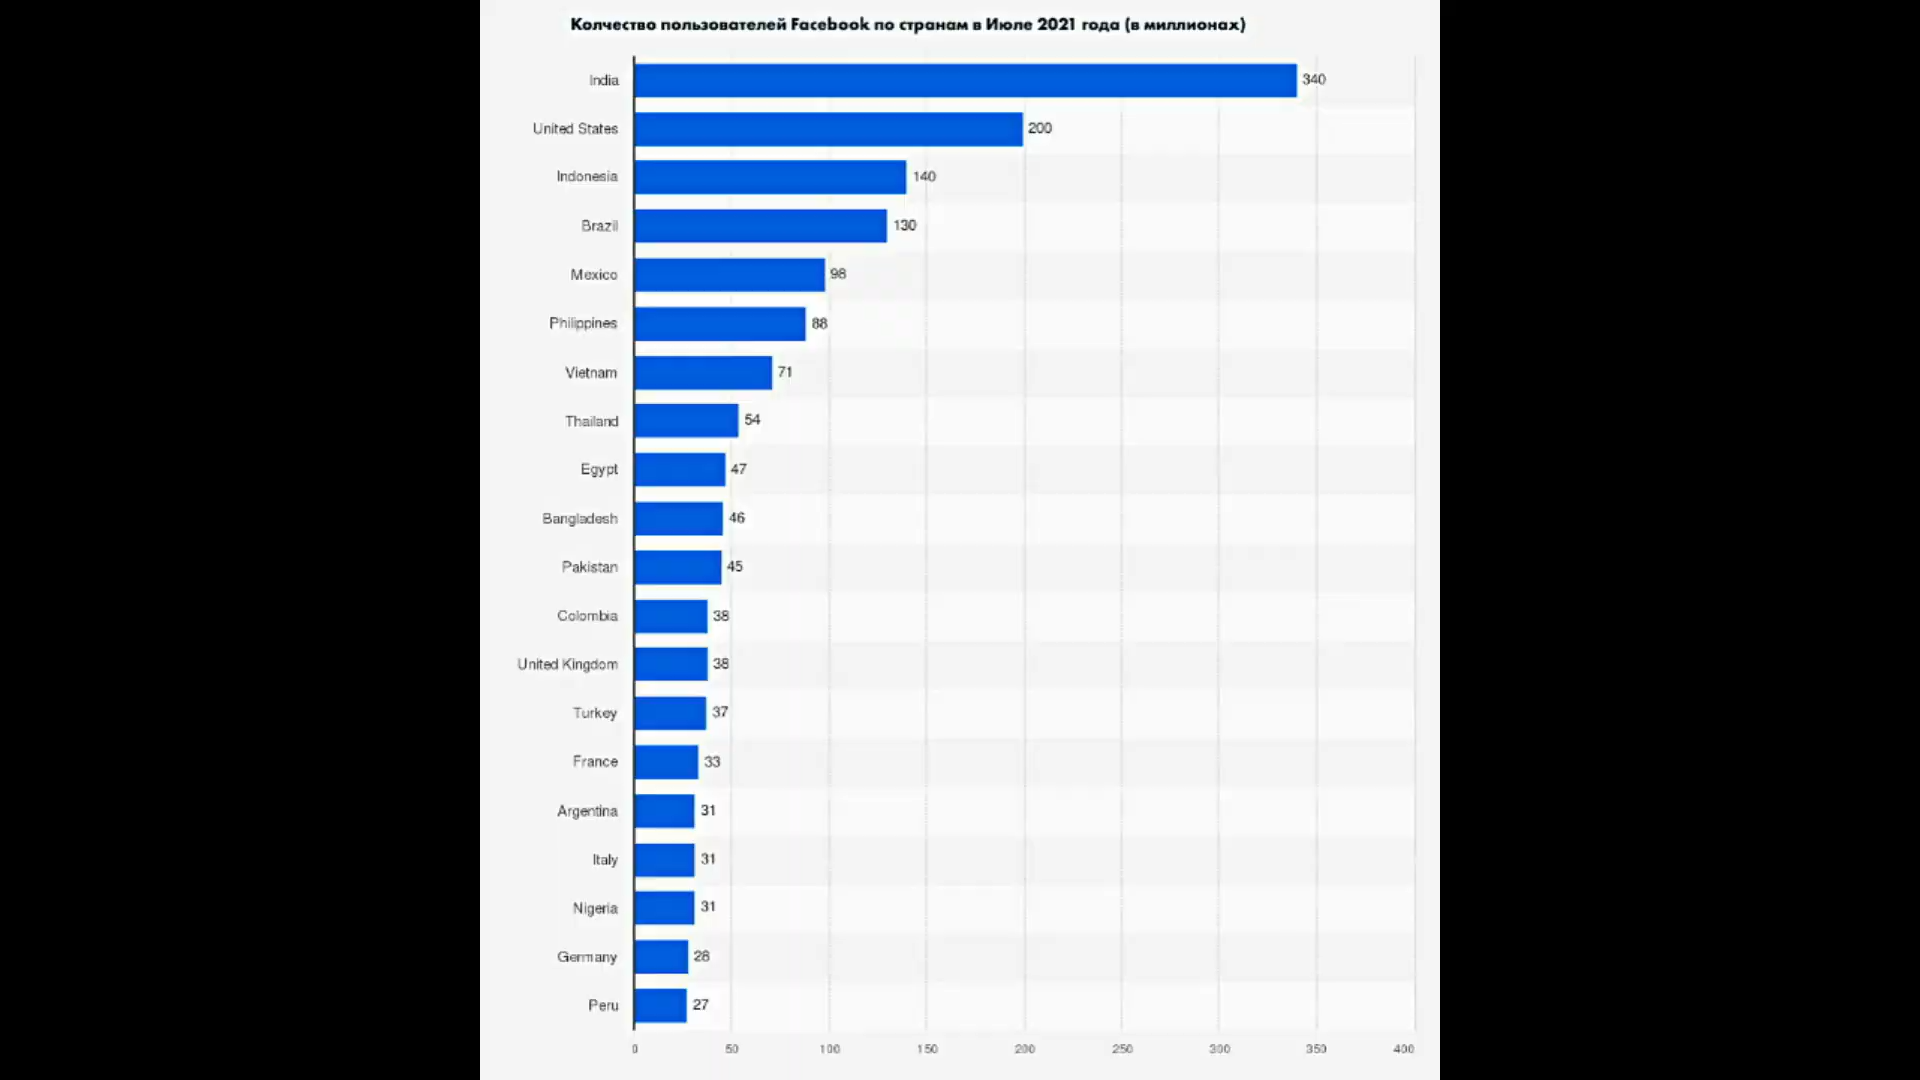 Колчество пользователей Facebook по странам в Июле 2021 года (в миллионах)
India 340
United States 200
Indonesia 140
Brazil 130
Mexico 98
Philippines 88
Vietnam 71
Thailand 54
Egypt 47
Bangladesh 46
Pakistan 45
Colombia 38
United Kingdom 38
Turkey 37
France 33
Argentina 31
Italy 31
Nigeria 31
Germany 28
Peru 27
0 50 100 150 200 250 300 350 400